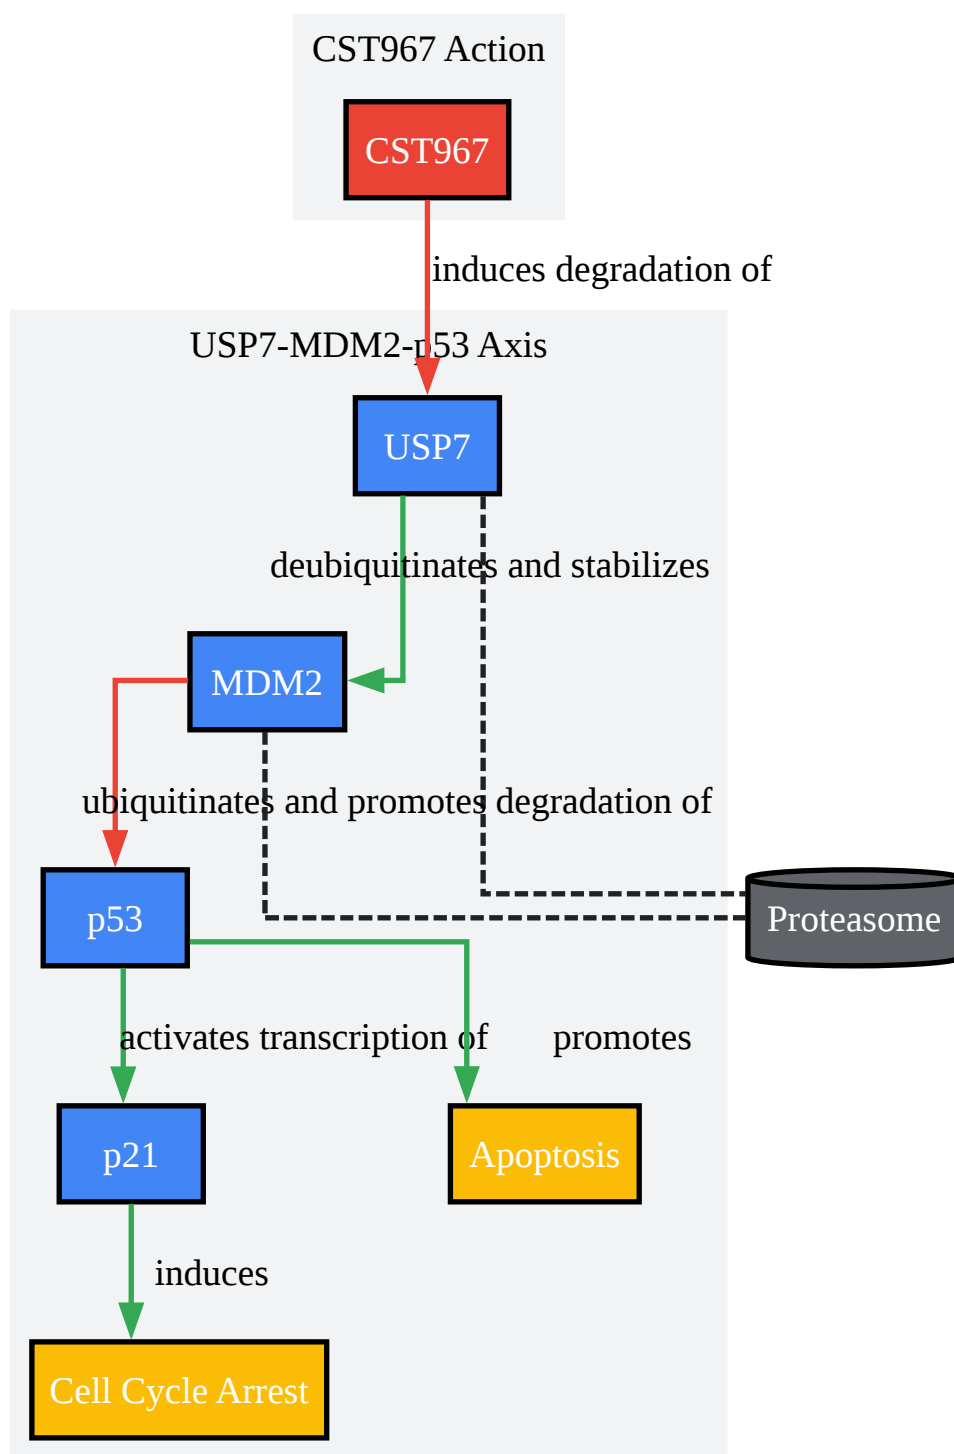 CST967 Action
CST967
induces degradation of
USP7-MDM2-p53 Axis
USP7
deubiquitinates and stabilizes
MDM2
ubiquitinates and promotes degradation of
p53
Proteasome
activates transcription of
promotes
p21
Apoptosis
induces
Cell Cycle Arrest